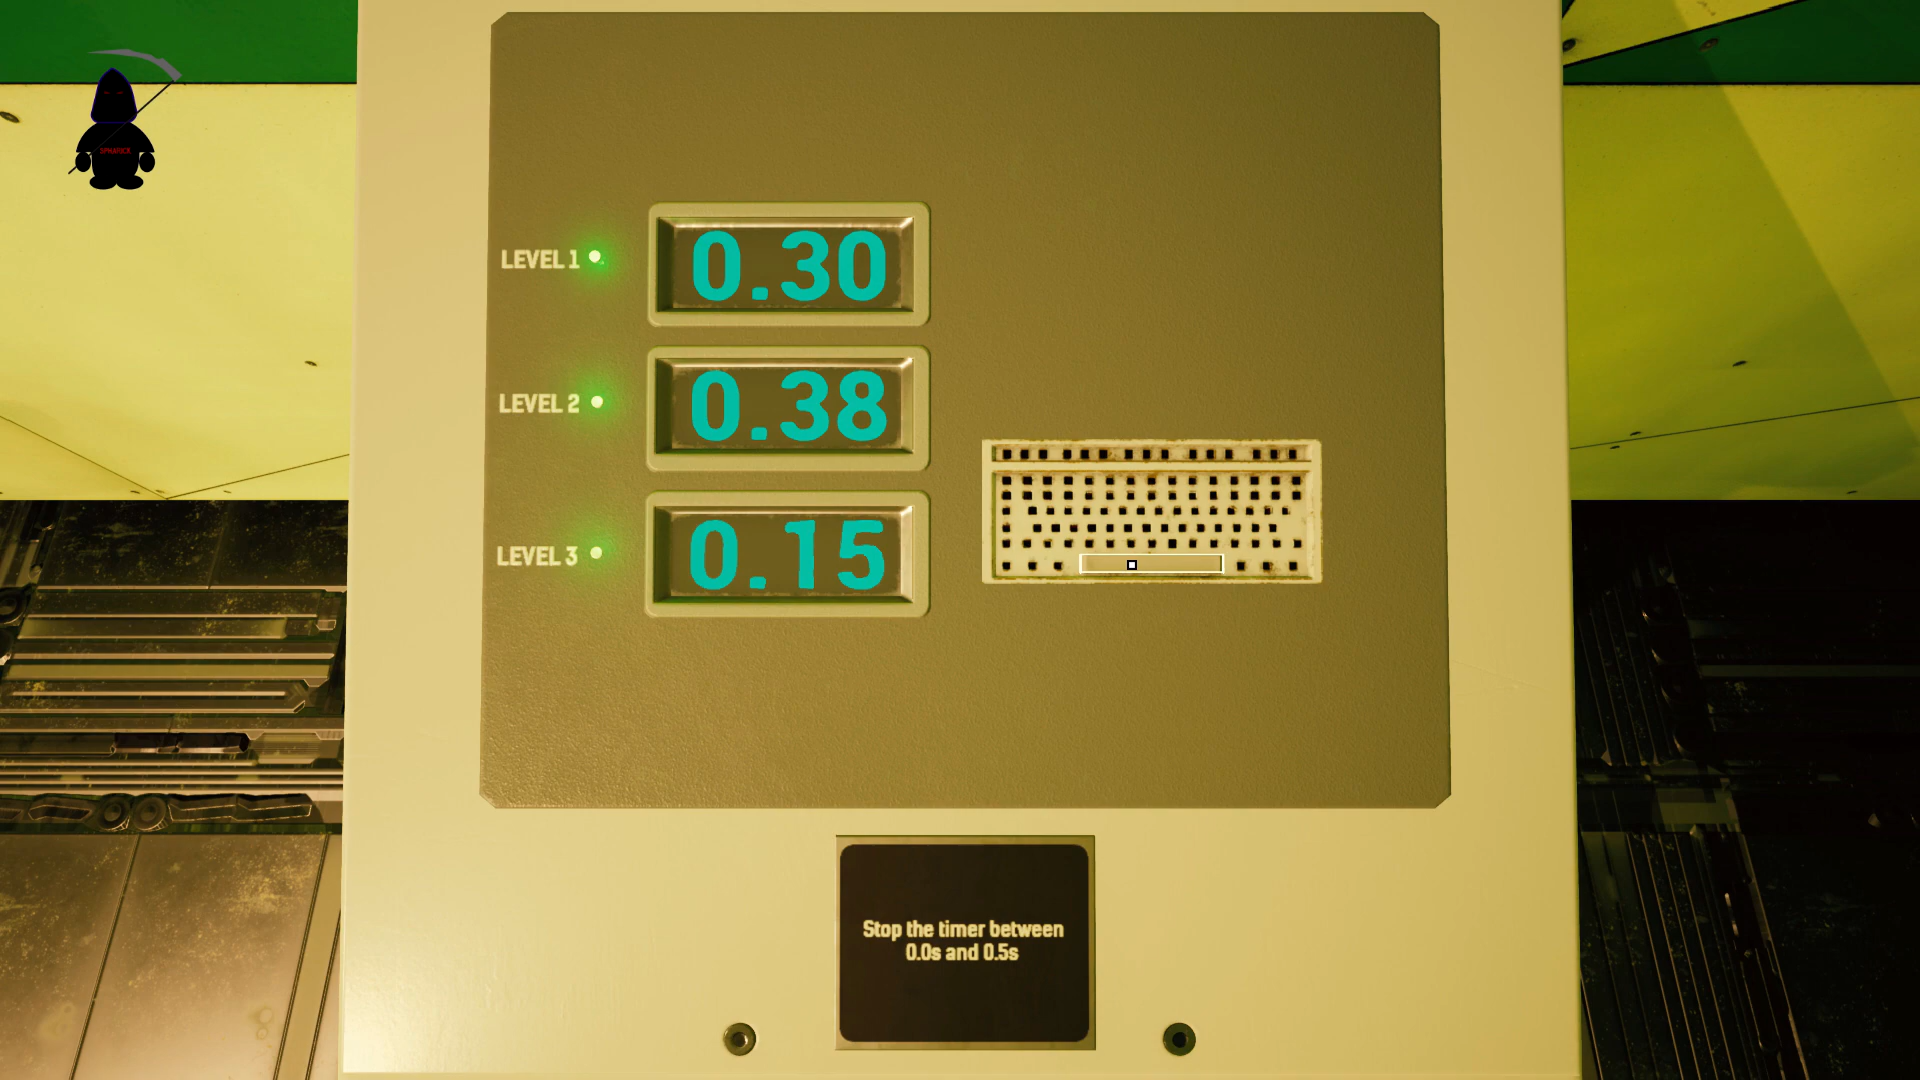 LEVEL 1
0.30
LEVEL 2
0.38
LEVEL 3
0.15
Stop the timer between
0.0s and 0.5s